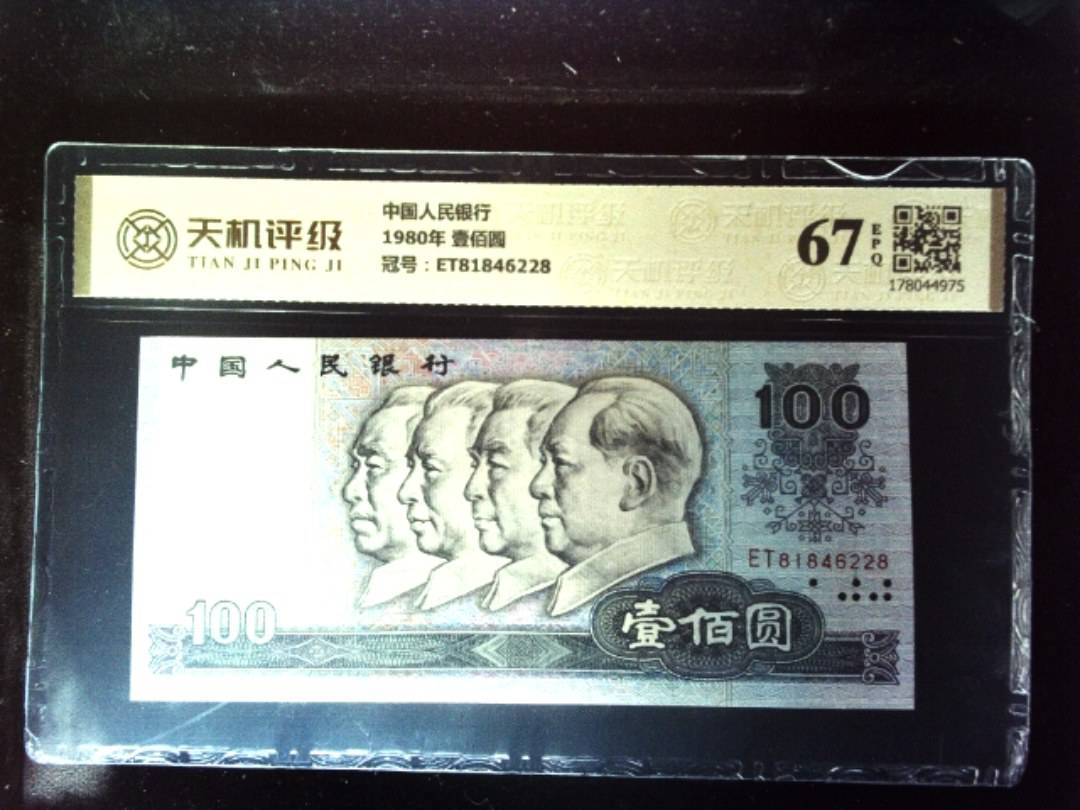 天机评级
TIAN JI PING JI
中国人民银行
1980年 壹佰圆
冠号：ET81846228
67
EPQ
178044975
中国人民银行
100
ET81846228
100
壹佰圆